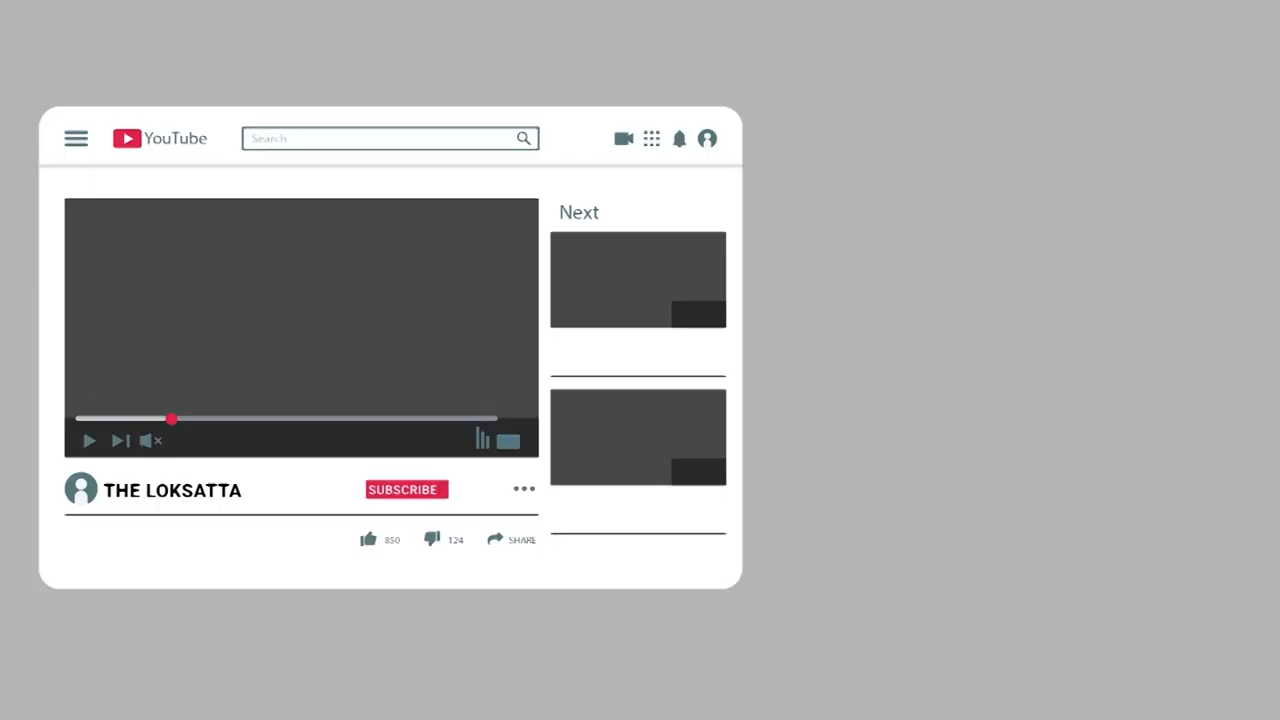 YouTube
Search
Next
THE LOKSATTA
SUBSCRIBE
850
124
SHARE